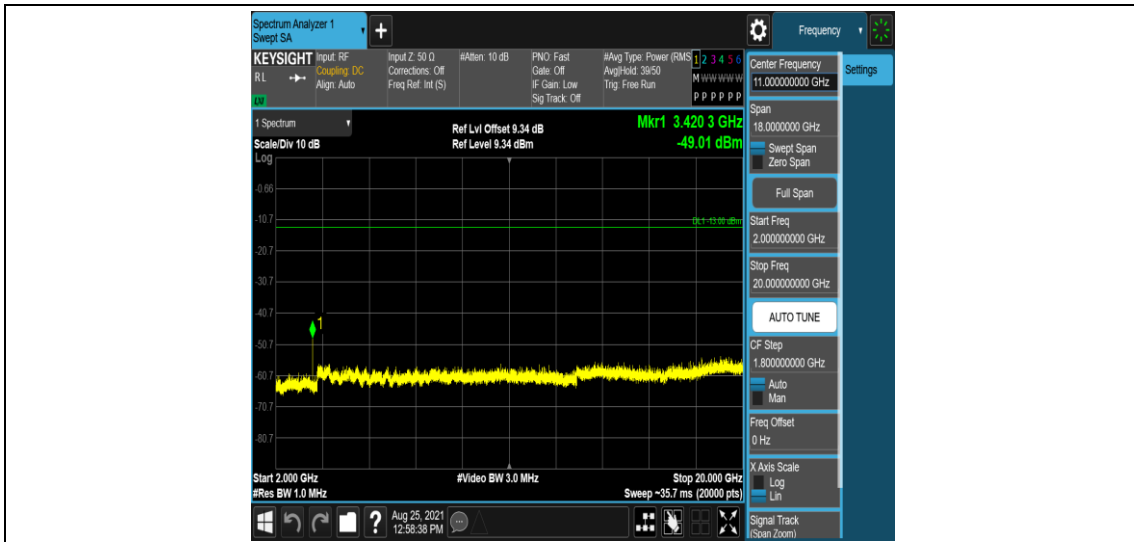 Spectrum Analyzer 1
Swept SA
Frequency
KEYSIGHT
RL
Input: RF
Coupling: DC
Align: Auto
Input Z: 50 Ω
Corrections: Off
Freq Ref: Int (S)
#Atten: 10 dB
PNO: Fast
Gate: Off
IF Gain: Low
Sig Track: Off
#Avg Type: Power (RMS
Avg|Hold: 39/50
Trig: Free Run
1 2 3 4 5 6
M W W W W W
P P P P P P
1 Spectrum
Scale/Div 10 dB
Log
Ref Lvl Offset 9.34 dB
Ref Level 9.34 dBm
Mkr1 3.420 3 GHz
-49.01 dBm
-0.66
-10.7
DL1 -13.00 dBm
-20.7
-30.7
-40.7
1
-50.7
-60.7
-70.7
-80.7
Start 2.000 GHz
#Res BW 1.0 MHz
#Video BW 3.0 MHz
Stop 20.000 GHz
Sweep ~35.7 ms (20000 pts)
Aug 25, 2021
12:58:38 PM
Center Frequency
11.000000000 GHz
Settings
Span
18.0000000 GHz
Swept Span
Zero Span
Full Span
Start Freq
2.000000000 GHz
Stop Freq
20.000000000 GHz
AUTO TUNE
CF Step
1.800000000 GHz
Auto
Man
Freq Offset
0 Hz
X Axis Scale
Log
Lin
Signal Track
(Span Zoom)